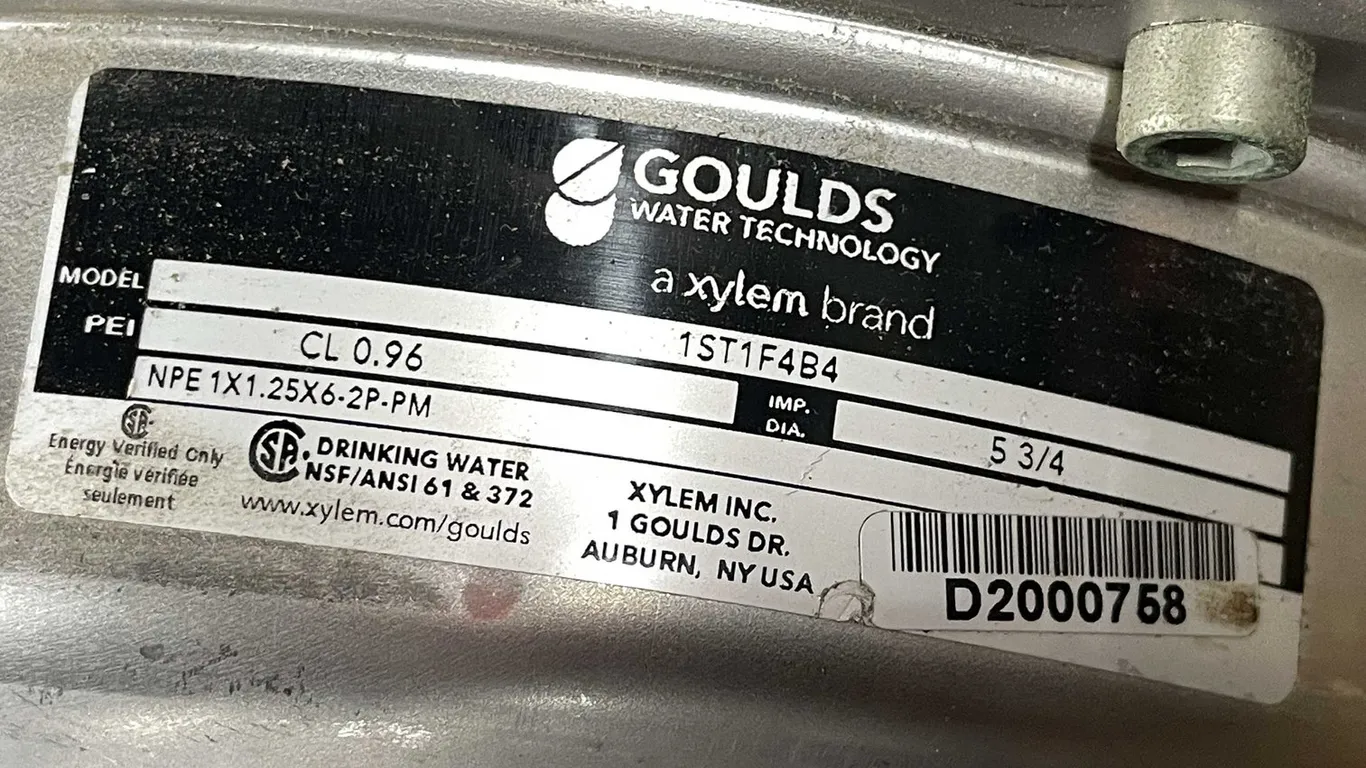 GOULDS
WATER TECHNOLOGY
a xylem brand
MODEL 1ST1F4B4
PEI CL 0.96 IMP. DIA. 5 3/4
NPE 1X1.25X6-2P-PM
SA
Energy Verified Only
Énergie vérifiée
seulement
SA. DRINKING WATER
NSF/ANSI 61 & 372
www.xylem.com/goulds
XYLEM INC.
1 GOULDS DR.
AUBURN, NY USA
D2000758